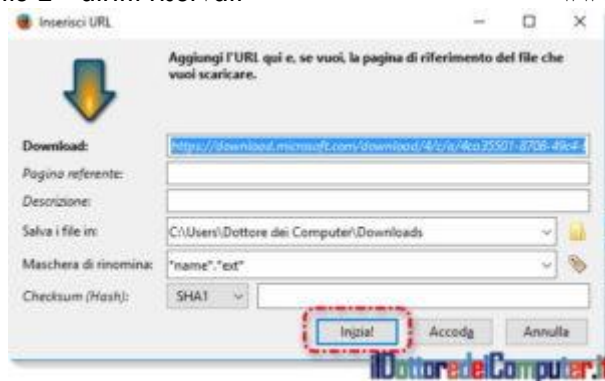 Inserisci URL
Aggiungi l'URL qui e, se vuoi, la pagina di riferimento del file che
vuoi scaricare.
Download:
https://download.microsoft.com/download/4/c/a/4ca35501-8708-49c4-
Pagina referente:
Descrizione:
Salva i file in:
C:\Users\Dottore dei Computer\Downloads
Maschera di rinomina:
*name*.*ext*
Checksum (Hash):
SHA1
Inizia!
Accoda
Annulla
ilDottoredeiComputer.it